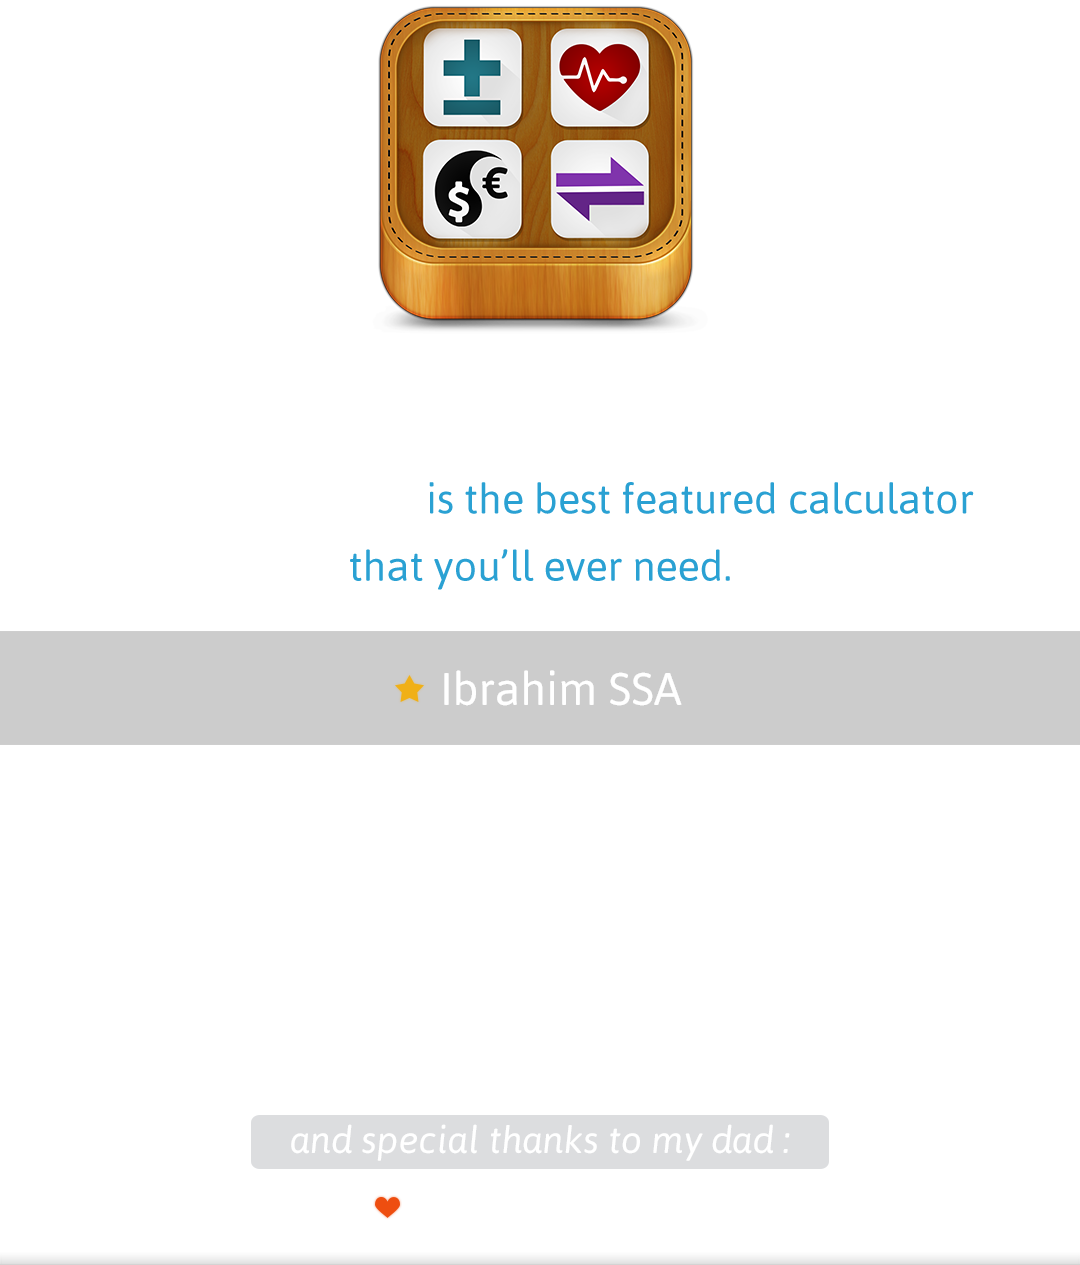 is the best featured calculator
that you’ll ever need.
Ibrahim SSA
and special thanks to my dad :